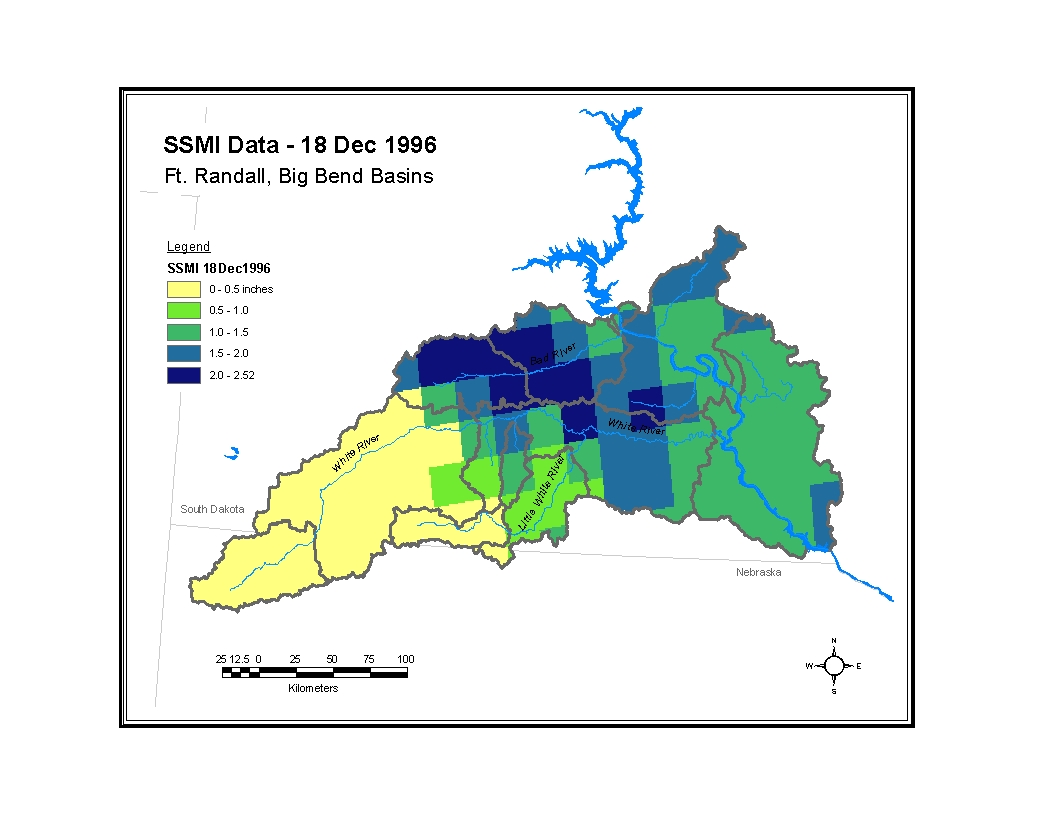 SSMI Data - 18 Dec 1996
Ft. Randall, Big Bend Basins
Legend
SSMI 18Dec1996
0 - 0.5 inches
0.5 - 1.0
1.0 - 1.5
1.5 - 2.0
2.0 - 2.52
Bad River
White River
White River
Little White River
South Dakota
Nebraska
25 12.5 0 25 50 75 100
Kilometers
N
W E
S